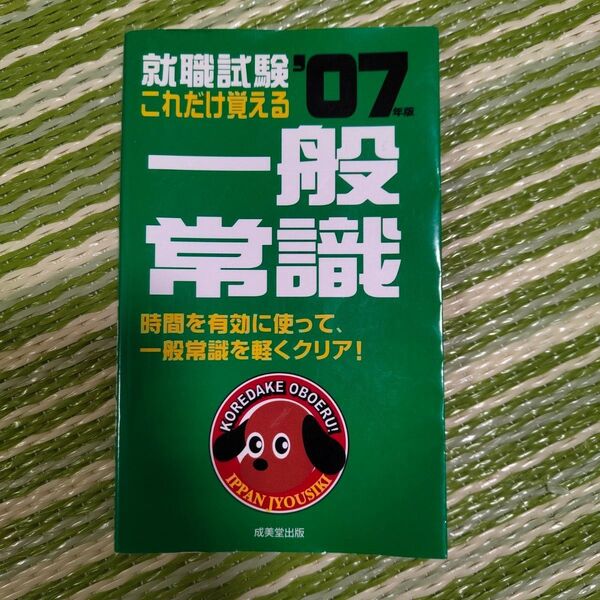 就職試験
これだけ覚える
'07年版
一般
常識
時間を有効に使って、
一般常識を軽くクリア!
KOREDAKE OBOERU!
IPPAN JYOUSIKI
成美堂出版